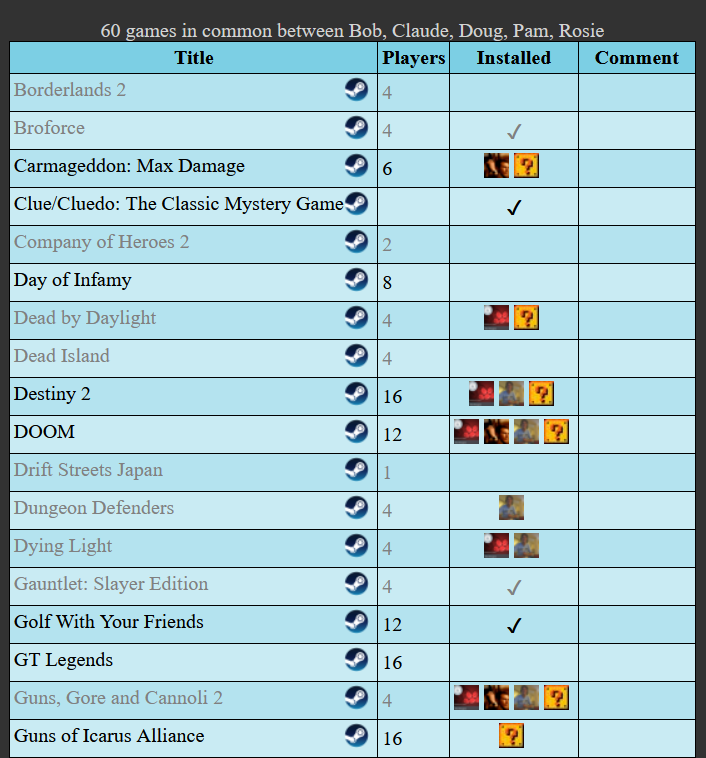 60 games in common between Bob, Claude, Doug, Pam, Rosie
Title Players Installed Comment
Borderlands 2 4
Broforce 4 ✓
Carmageddon: Max Damage 6
Clue/Cluedo: The Classic Mystery Game ✓
Company of Heroes 2 2
Day of Infamy 8
Dead by Daylight 4
Dead Island 4
Destiny 2 16
DOOM 12
Drift Streets Japan 1
Dungeon Defenders 4
Dying Light 4
Gauntlet: Slayer Edition 4 ✓
Golf With Your Friends 12 ✓
GT Legends 16
Guns, Gore and Cannoli 2 4
Guns of Icarus Alliance 16